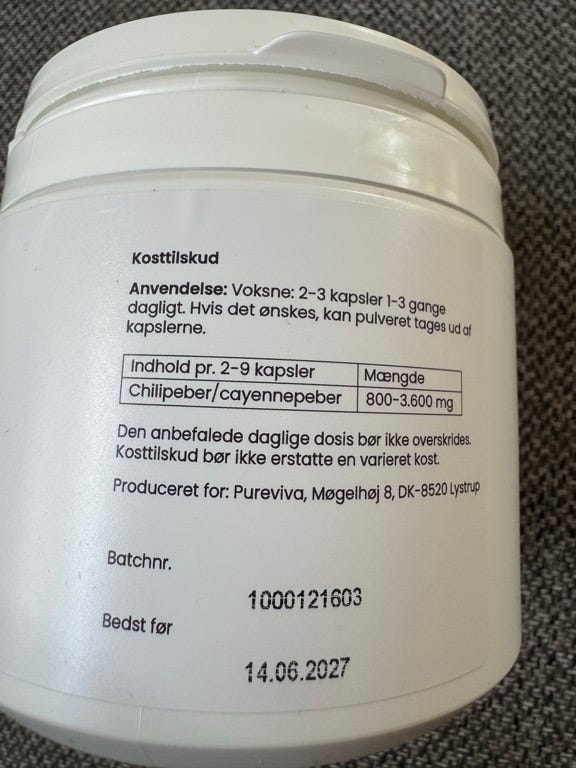 Kosttilskud
Anvendelse: Voksne: 2-3 kapsler 1-3 gange
dagligt. Hvis det ønskes, kan pulveret tages ud af
kapslerne.
Indhold pr. 2-9 kapsler Mængde
Chilipeber/cayennepeber 800-3.600 mg
Den anbefalede daglige dosis bør ikke overskrides.
Kosttilskud bør ikke erstatte en varieret kost.
Produceret for: Pureviva, Møgelhøj 8, DK-8520 Lystrup
Batchnr.
1000121603
Bedst før
14.06.2027